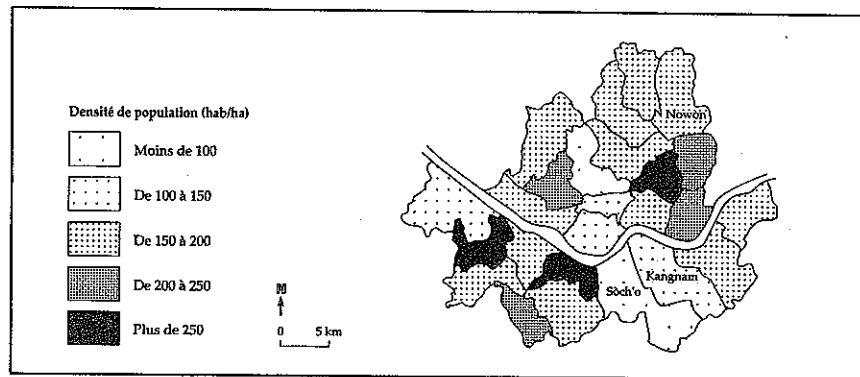 Densité de population (hab/ha)
Moins de 100
De 100 à 150
De 150 à 200
De 200 à 250
Plus de 250
N
0 5 km
Nowon
Kangnam
Sŏch'o